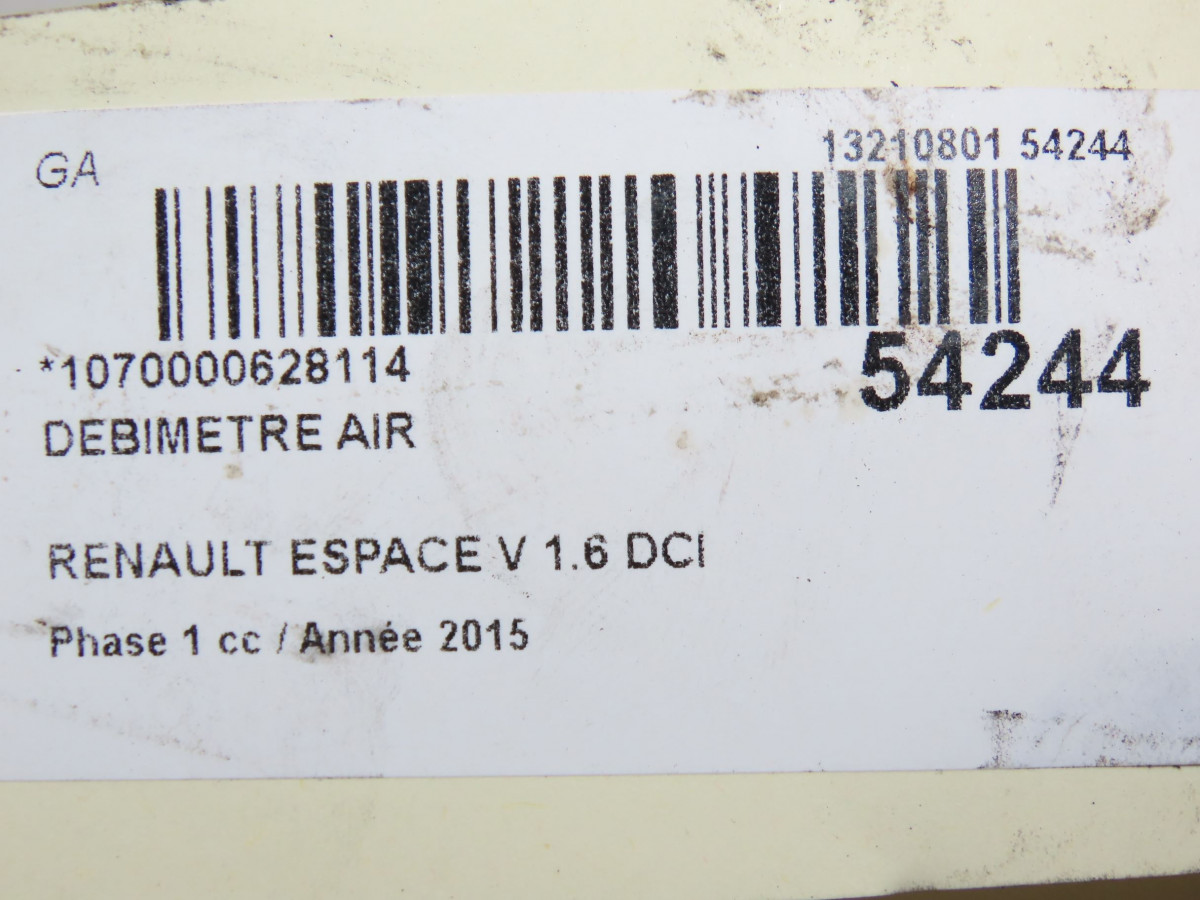 GA
13210801 54244
*1070000628114
54244
DEBIMETRE AIR
RENAULT ESPACE V 1.6 DCI
Phase 1 cc / Année 2015